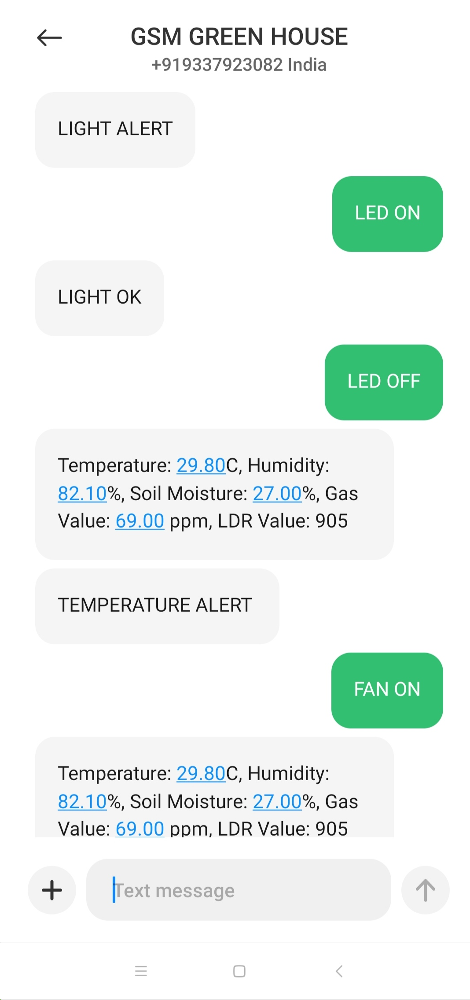 GSM GREEN HOUSE
+919337923082 India
LIGHT ALERT
LED ON
LIGHT OK
LED OFF
Temperature: 29.80C, Humidity:
82.10%, Soil Moisture: 27.00%, Gas
Value: 69.00 ppm, LDR Value: 905
TEMPERATURE ALERT
FAN ON
Temperature: 29.80C, Humidity:
82.10%, Soil Moisture: 27.00%, Gas
Value: 69.00 ppm, LDR Value: 905
Text message